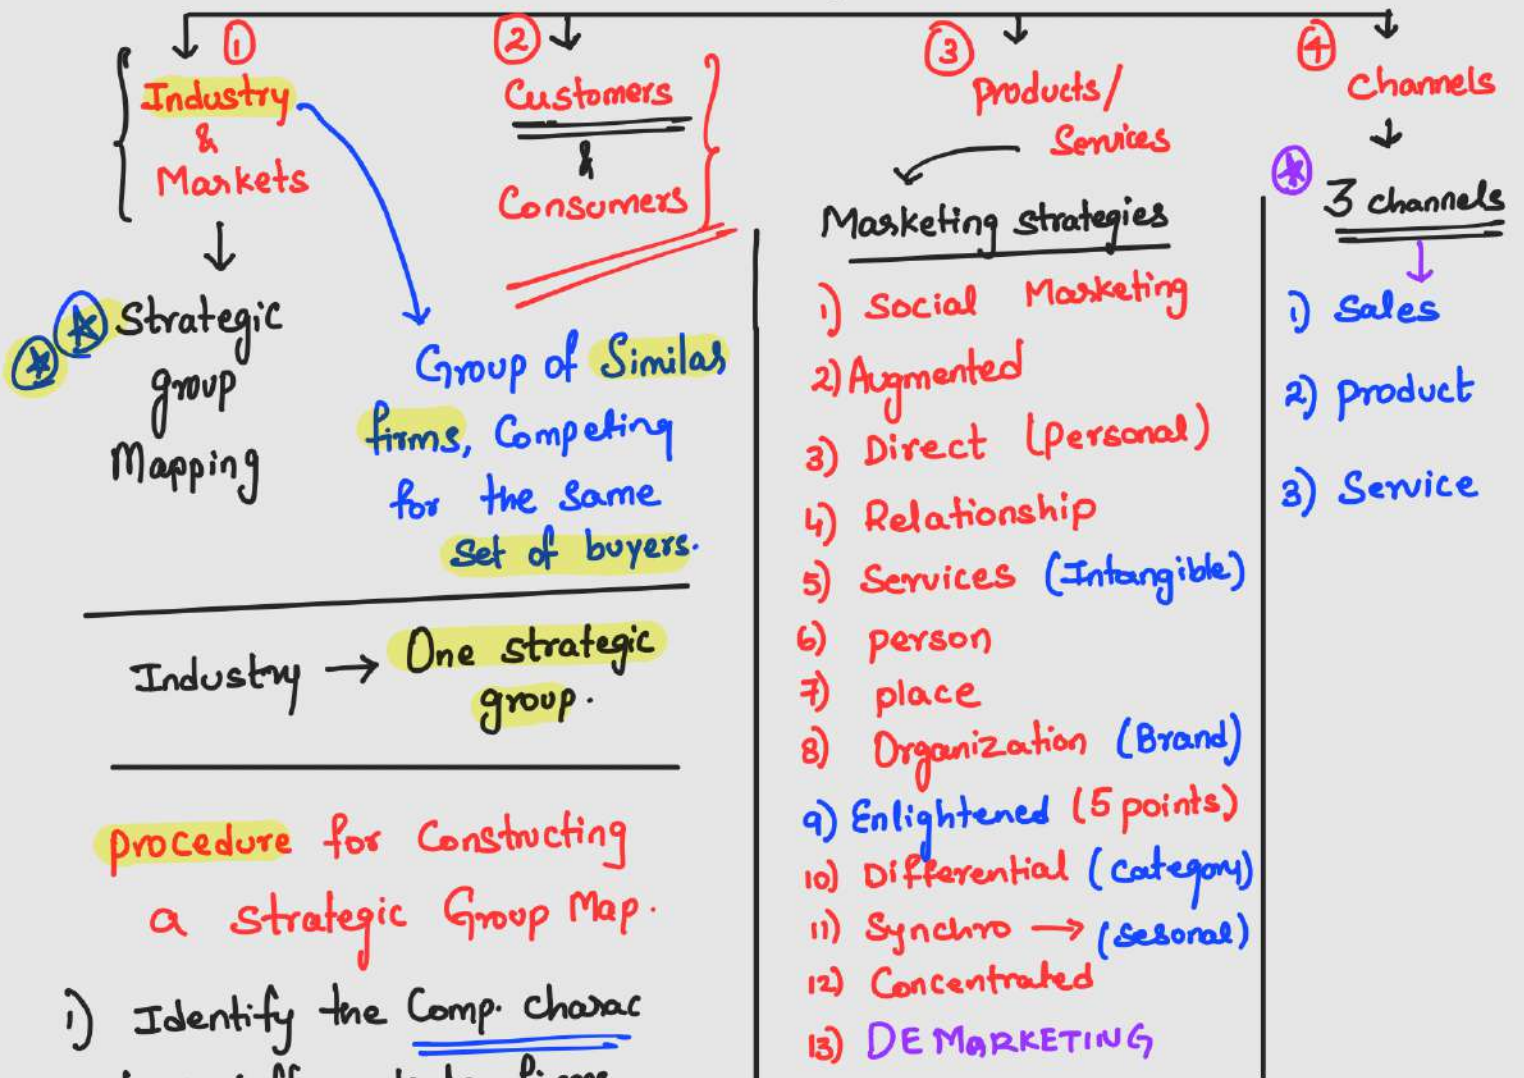 ①
Industry
&
Markets
Strategic
group
Mapping
Group of Similar
firms, Competing
for the same
set of buyers.
Industry → One strategic
group.
procedure for Constructing
a strategic Group Map.
1) Identify the Comp. charac
②
Customers
&
Consumers
③
products/
Services
Marketing strategies
1) Social Marketing
2) Augmented
3) Direct (personal)
4) Relationship
5) Services (Intangible)
6) person
7) place
8) Organization (Brand)
9) Enlightened (5 points)
10) Differential (category)
11) Synchro → (sesonal)
12) Concentrated
13) DEMARKETING
④
Channels
3 channels
1) Sales
2) product
3) Service